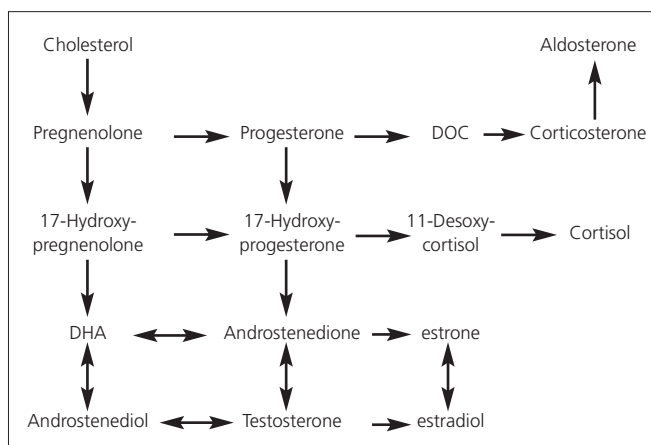 Cholesterol
Aldosterone
Pregnenolone
Progesterone
DOC
Corticosterone
17-Hydroxy-
pregnenolone
17-Hydroxy-
progesterone
11-Desoxy-
cortisol
Cortisol
DHA
Androstenedione
estrone
Androstenediol
Testosterone
estradiol